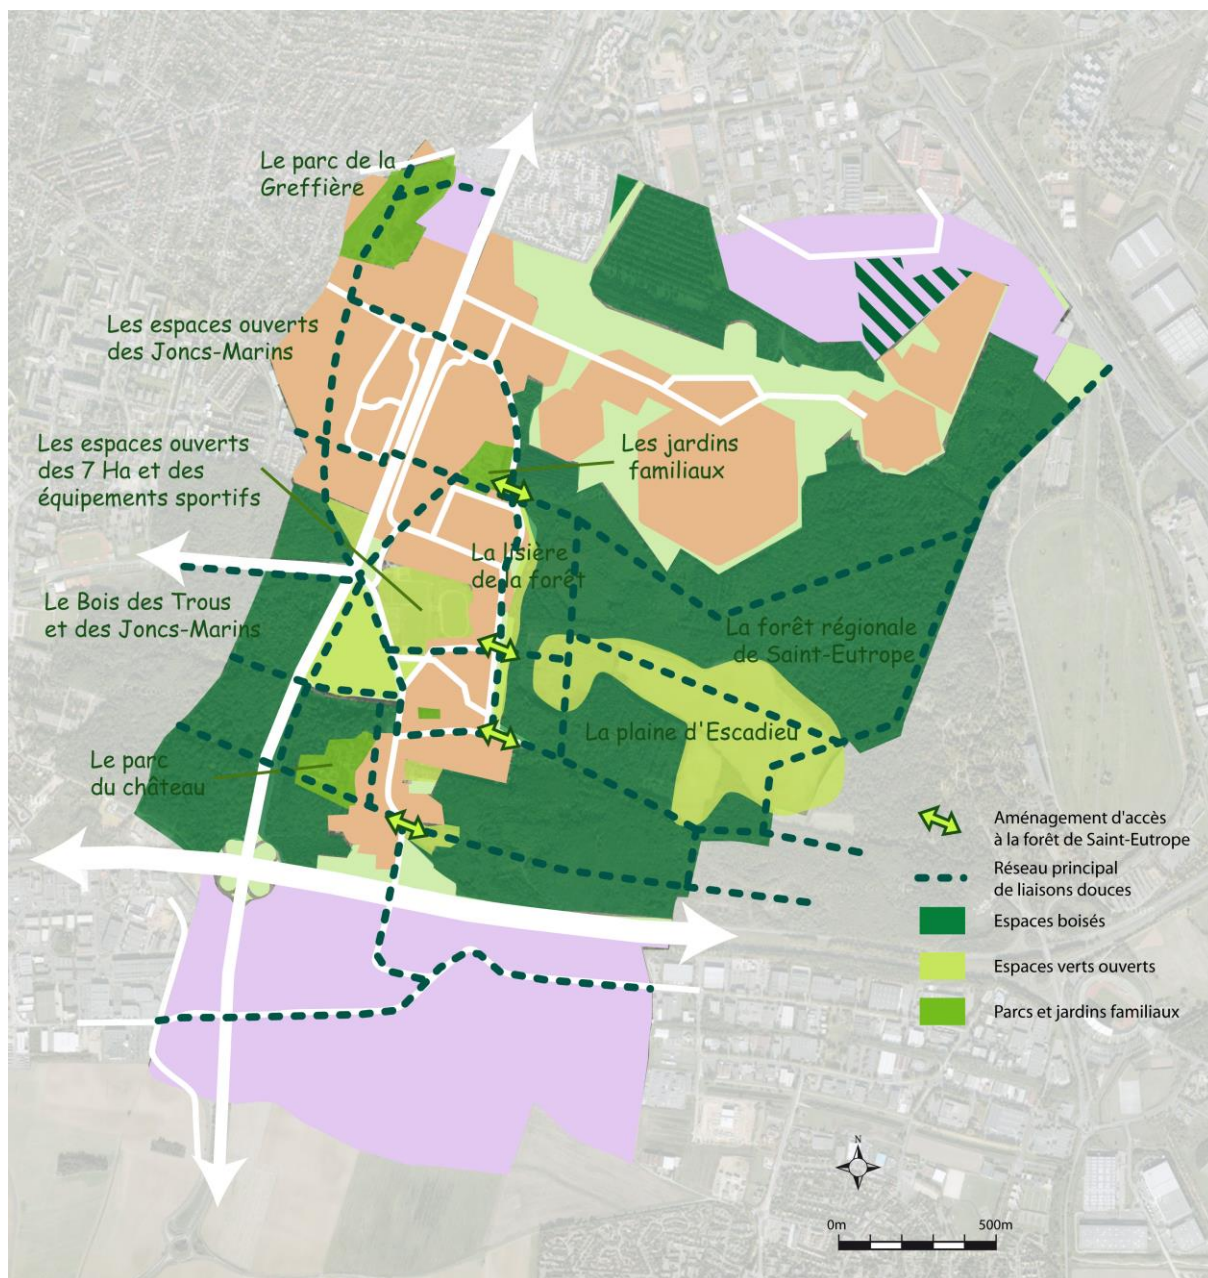 Le parc de la
Greffière
Les espaces ouverts
des Joncs-Marins
Les espaces ouverts
des 7 Ha et des
équipements sportifs
Les jardins
familiaux
La lisière
de la forêt
Le Bois des Trous
et des Joncs-Marins
La forêt régionale
de Saint-Eutrope
La plaine d'Escadieu
Le parc
du château
Aménagement d'accès
à la forêt de Saint-Eutrope
Réseau principal
de liaisons douces
Espaces boisés
Espaces verts ouverts
Parcs et jardins familiaux
N
0m 500m